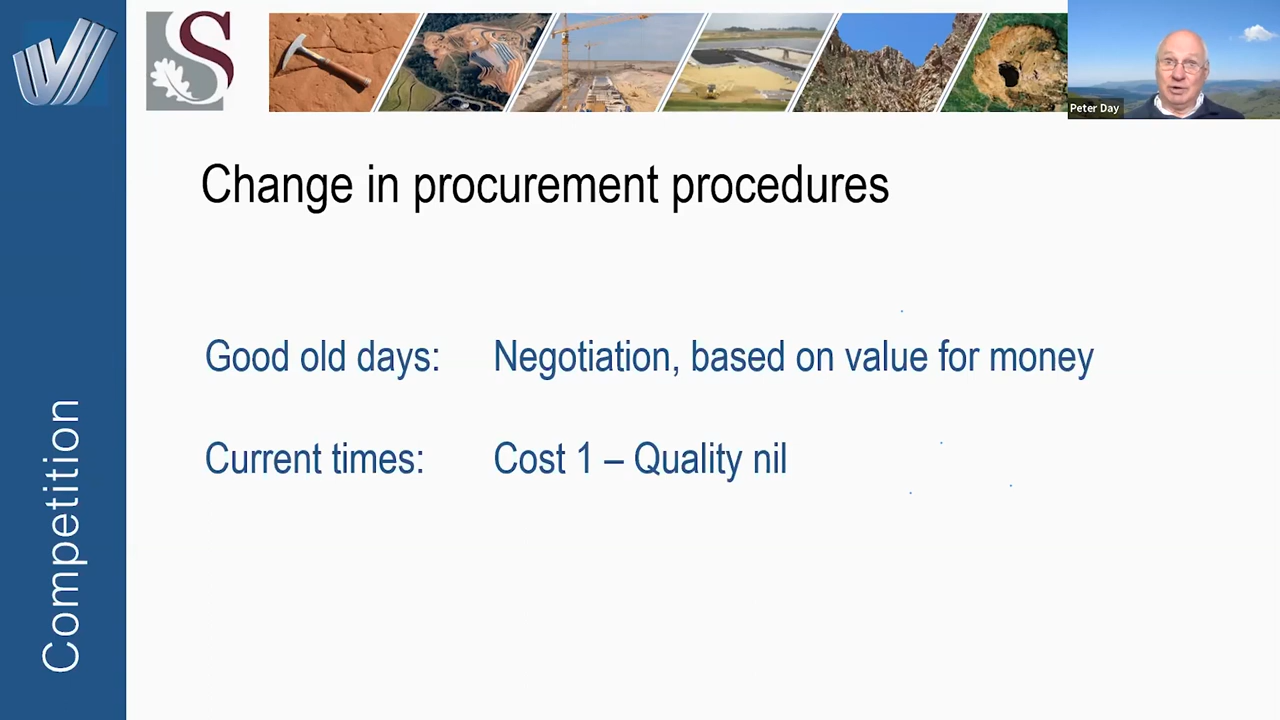 S
Peter Day
Change in procurement procedures
Good old days: Negotiation, based on value for money
Current times: Cost 1 – Quality nil
Competition